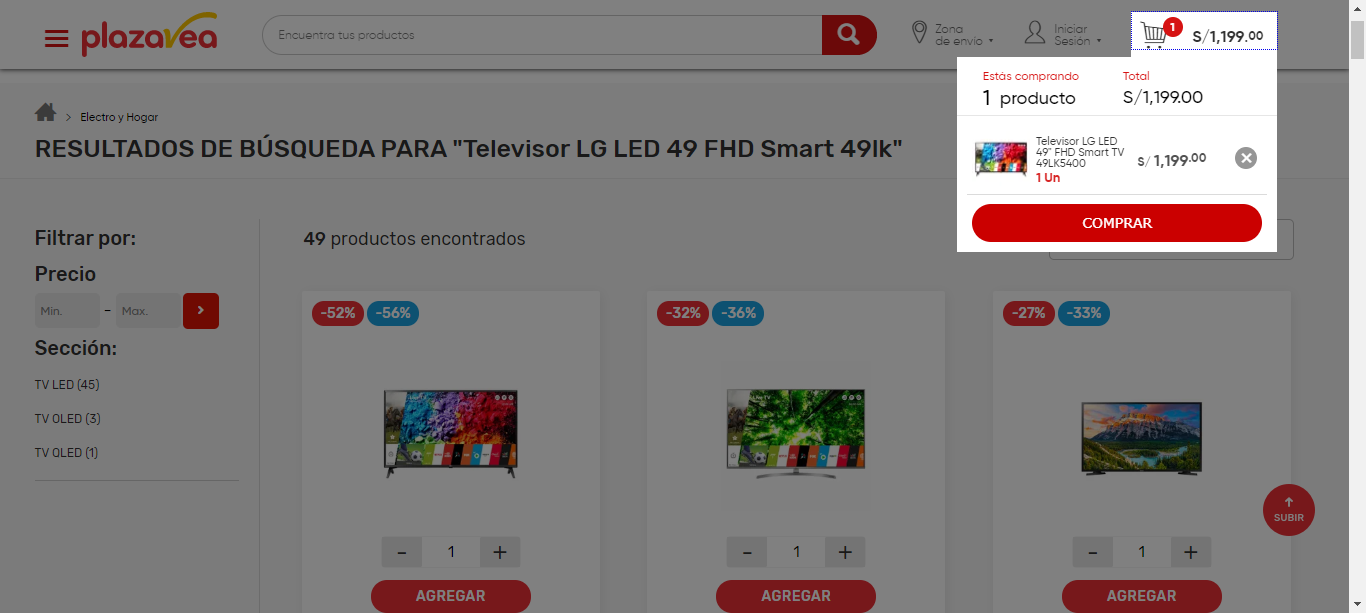 plazavea
Encuentra tus productos
Zona
de envío
Iniciar
Sesión
1
S/1,199.00
Estás comprando
Total
1 producto
S/1,199.00
Televisor LG LED
49" FHD Smart TV
49LK5400
1 Un
S/ 1,199.00
COMPRAR
> Electro y Hogar
RESULTADOS DE BÚSQUEDA PARA "Televisor LG LED 49 FHD Smart 49lk"
Filtrar por:
Precio
Min. – Max. >
Sección:
TV LED (45)
TV OLED (3)
TV QLED (1)
49 productos encontrados
-52% -56%
- 1 +
AGREGAR
-32% -36%
- 1 +
AGREGAR
-27% -33%
- 1 +
AGREGAR
SUBIR